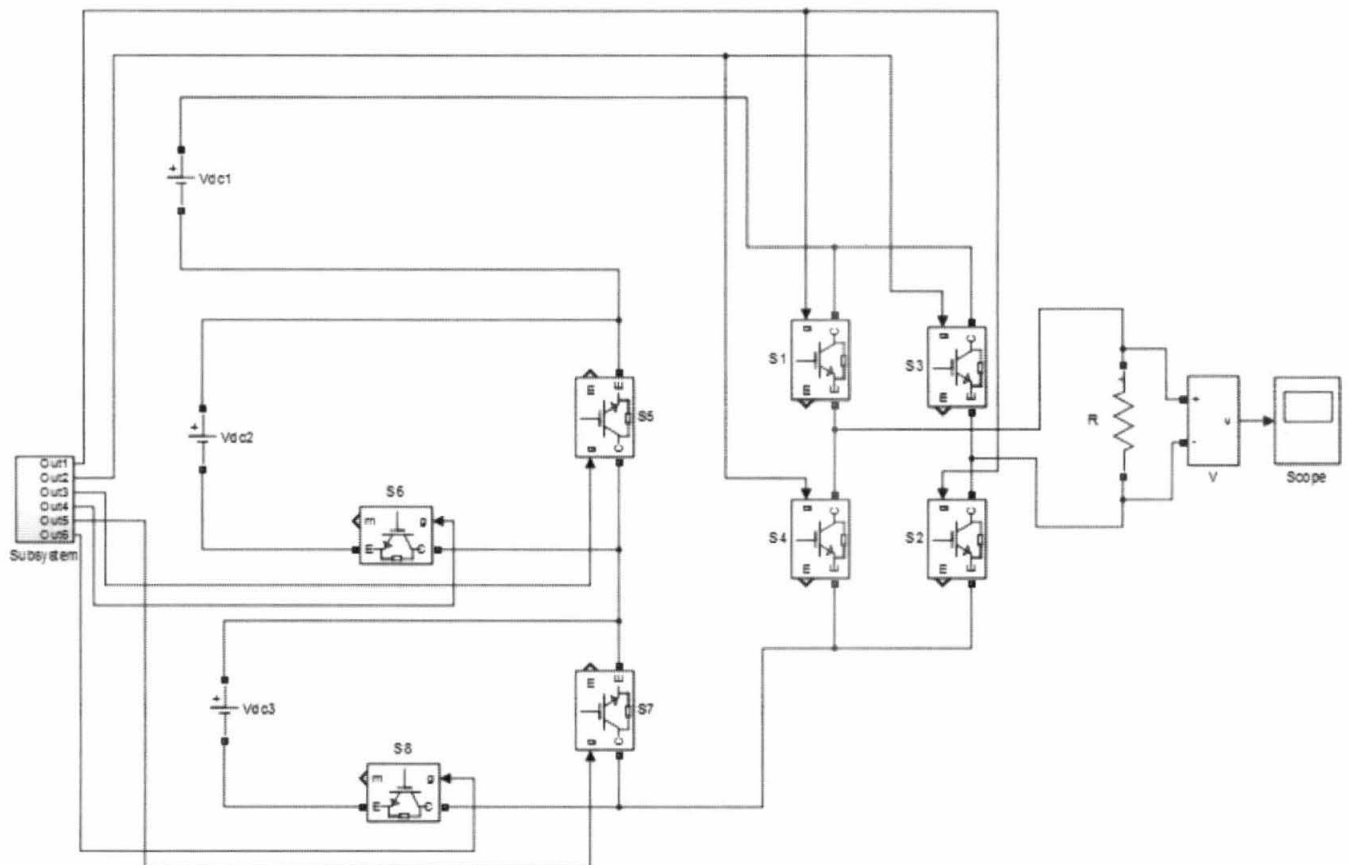 +
Vdc1
+
Vdc2
S6
m
g
E
C
m
E
g
C
S5
Out1
Out2
Out3
Out4
Out5
Out6
Subsystem
+
Vdc3
S8
m
g
E
C
m
E
g
C
S7
g
C
m
E
S1
g
C
m
E
S3
g
C
m
E
S4
g
C
m
E
S2
+
R
+
-
v
V
Scope